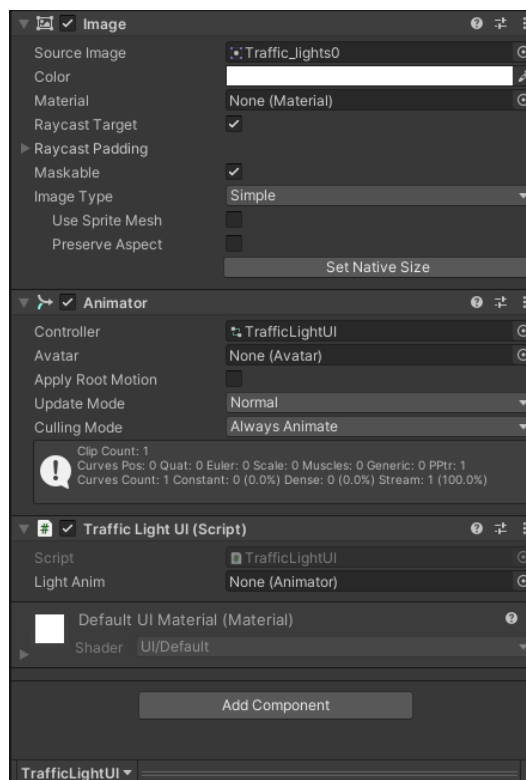 Image
Source Image Traffic_lights0
Color
Material None (Material)
Raycast Target
Raycast Padding
Maskable
Image Type Simple
Use Sprite Mesh
Preserve Aspect
Set Native Size
Animator
Controller TrafficLightUI
Avatar None (Avatar)
Apply Root Motion
Update Mode Normal
Culling Mode Always Animate
Clip Count: 1
Curves Pos: 0 Quat: 0 Euler: 0 Scale: 0 Muscles: 0 Generic: 0 PPtr: 1
Curves Count: 1 Constant: 0 (0.0%) Dense: 0 (0.0%) Stream: 1 (100.0%)
# Traffic Light UI (Script)
Script TrafficLightUI
Light Anim None (Animator)
Default UI Material (Material)
Shader UI/Default
Add Component
TrafficLightUI